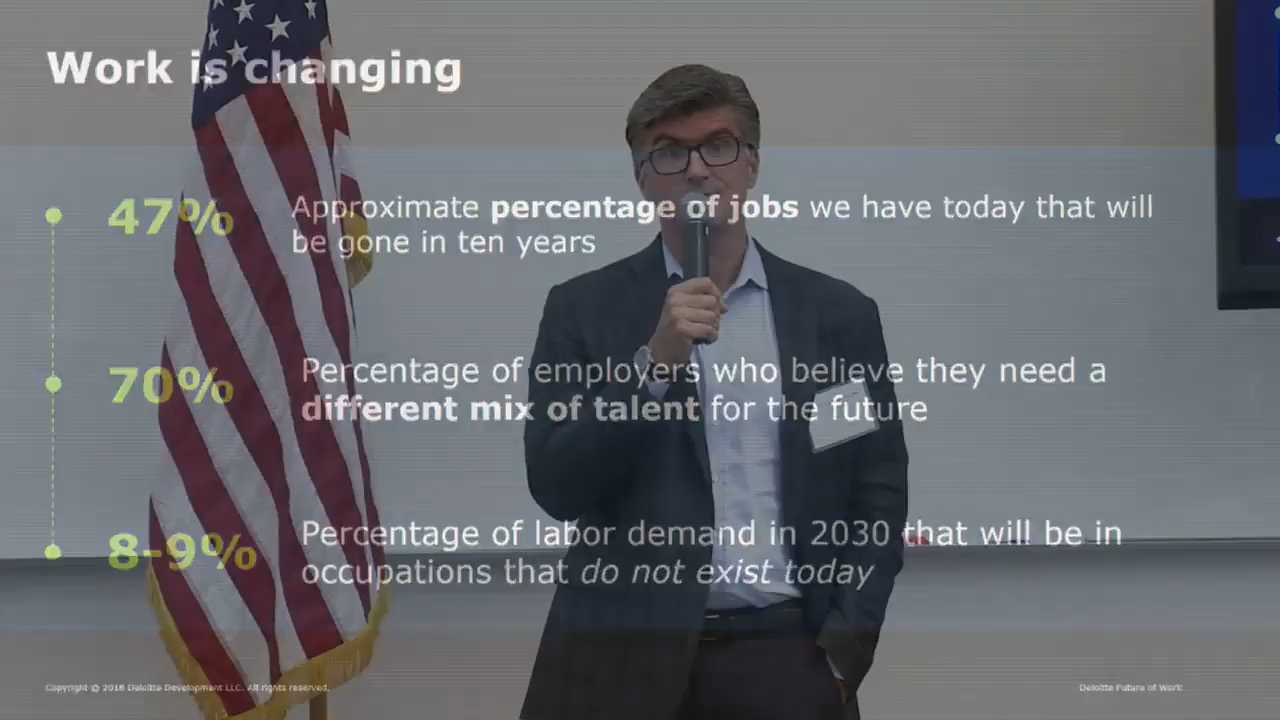 Work is changing
47%
Approximate percentage of jobs we have today that will
be gone in ten years
70%
Percentage of employers who believe they need a
different mix of talent for the future
8-9%
Percentage of labor demand in 2030 that will be in
occupations that do not exist today
Copyright © 2018 Deloitte Development LLC. All rights reserved.
Deloitte Future of Work